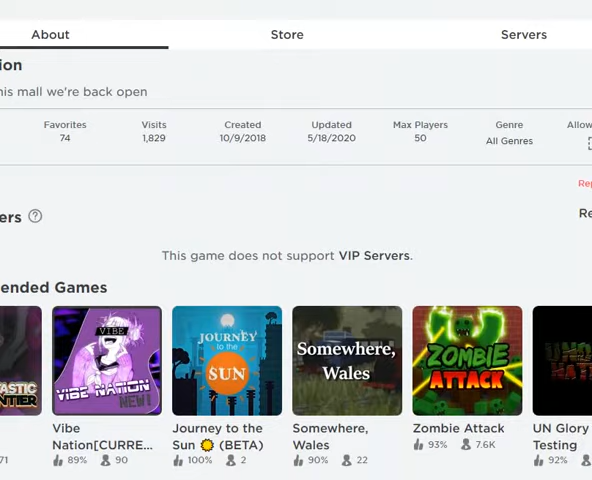 About Store Servers
ion
his mall we're back open
Favorites Visits Created Updated Max Players Genre Allow
74 1,829 10/9/2018 5/18/2020 50 All Genres
Rep
ers ?
Re
This game does not support VIP Servers.
ended Games
VIBE
VIBE NATION
NEW!
JOURNEY
to the
SUN
Somewhere,
Wales
ZOMBIE
ATTACK
ASTIC
NTIER
Vibe Journey to the Somewhere, Zombie Attack UN Glory
Nation[CURRE... Sun (BETA) Wales Testing
71 89% 90 100% 2 90% 22 93% 7.6K 92%